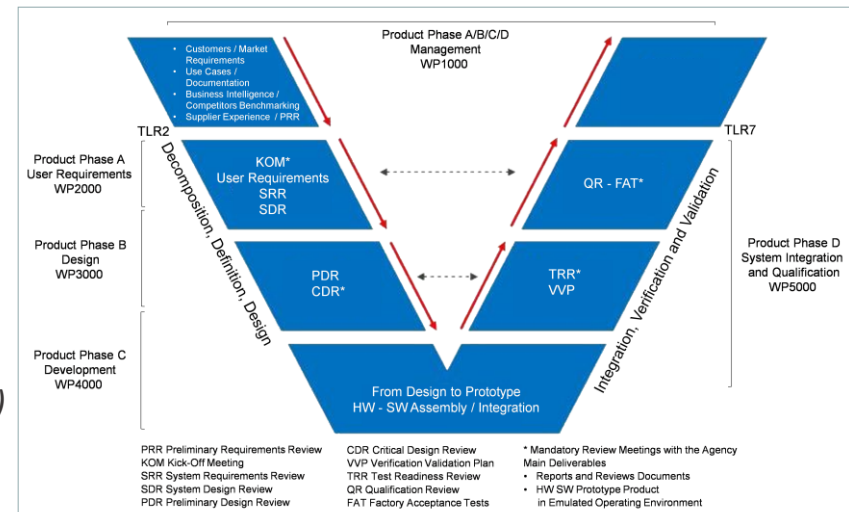 Product Phase A/B/C/D
Management
WP1000
• Customers / Market
Requirements
• Use Cases /
Documentation
• Business Intelligence /
Competitors Benchmarking
• Supplier Experience / PRR
TLR2
TLR7
Product Phase A
User Requirements
WP2000
KOM*
User Requirements
SRR
SDR
QR - FAT*
Decomposition, Definition, Design
Integration, Verification and Validation
Product Phase B
Design
WP3000
PDR
CDR*
TRR*
VVP
Product Phase D
System Integration
and Qualification
WP5000
Product Phase C
Development
WP4000
From Design to Prototype
HW - SW Assembly / Integration
)
PRR Preliminary Requirements Review
KOM Kick-Off Meeting
SRR System Requirements Review
SDR System Design Review
PDR Preliminary Design Review
CDR Critical Design Review
VVP Verification Validation Plan
TRR Test Readiness Review
QR Qualification Review
FAT Factory Acceptance Tests
* Mandatory Review Meetings with the Agency
Main Deliverables
• Reports and Reviews Documents
• HW SW Prototype Product
in Emulated Operating Environment